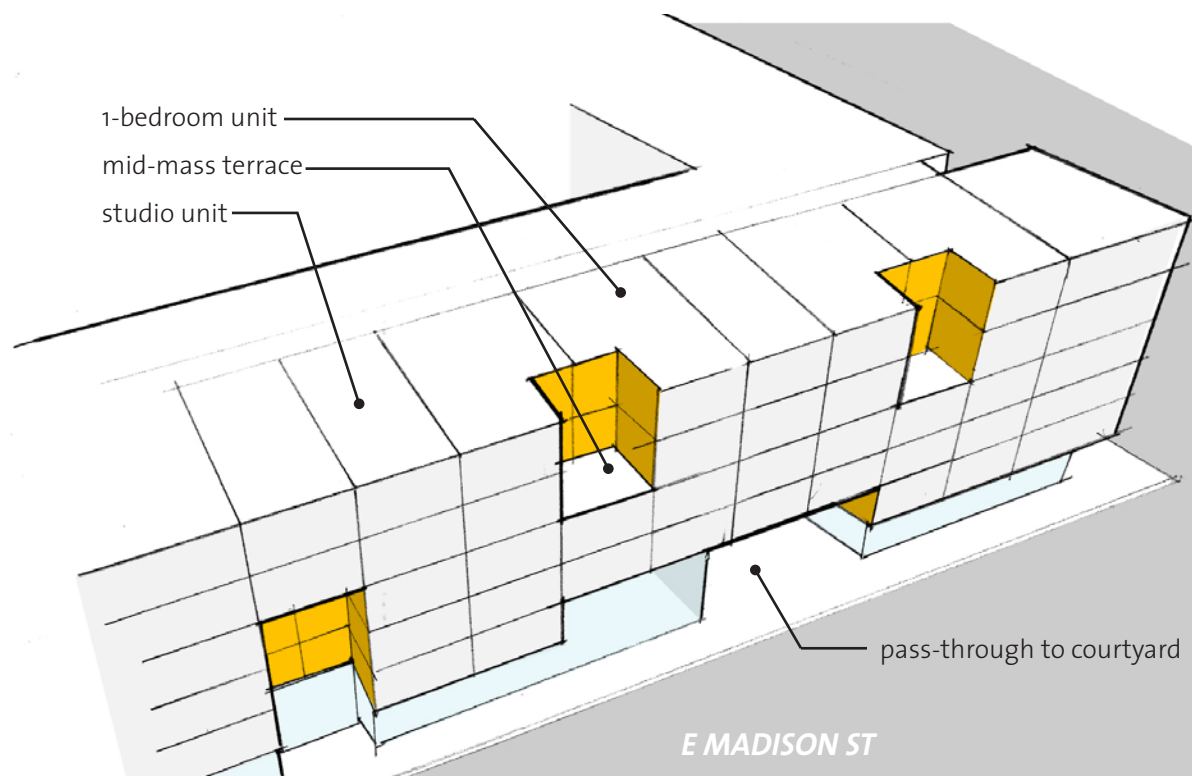 1-bedroom unit
mid-mass terrace
studio unit
pass-through to courtyard
E MADISON ST